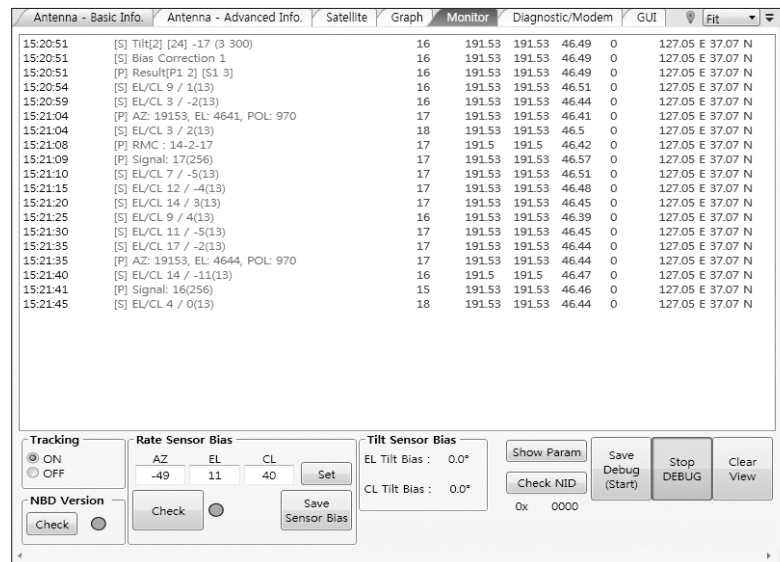 Antenna - Basic Info. Antenna - Advanced Info. Satellite Graph Monitor Diagnostic/Modem GUI Fit
15:20:51 [S] Tilt[2] [24] -17 (3 300) 16 191.53 191.53 46.49 0 127.05 E 37.07 N
15:20:51 [S] Bias Correction 1 16 191.53 191.53 46.49 0 127.05 E 37.07 N
15:20:51 [P] Result[P1 2] [S1 3] 16 191.53 191.53 46.49 0 127.05 E 37.07 N
15:20:54 [S] EL/CL 9 / 1(13) 16 191.53 191.53 46.51 0 127.05 E 37.07 N
15:20:59 [S] EL/CL 3 / -2(13) 16 191.53 191.53 46.44 0 127.05 E 37.07 N
15:21:04 [P] AZ: 19153, EL: 4641, POL: 970 17 191.53 191.53 46.41 0 127.05 E 37.07 N
15:21:04 [S] EL/CL 3 / 2(13) 18 191.53 191.53 46.5 0 127.05 E 37.07 N
15:21:08 [P] RMC : 14-2-17 17 191.5 191.5 46.42 0 127.05 E 37.07 N
15:21:09 [P] Signal: 17(256) 17 191.53 191.53 46.57 0 127.05 E 37.07 N
15:21:10 [S] EL/CL 7 / -5(13) 17 191.53 191.53 46.51 0 127.05 E 37.07 N
15:21:15 [S] EL/CL 12 / -4(13) 17 191.53 191.53 46.48 0 127.05 E 37.07 N
15:21:20 [S] EL/CL 14 / 3(13) 17 191.53 191.53 46.45 0 127.05 E 37.07 N
15:21:25 [S] EL/CL 9 / 4(13) 16 191.53 191.53 46.39 0 127.05 E 37.07 N
15:21:30 [S] EL/CL 11 / -5(13) 17 191.53 191.53 46.45 0 127.05 E 37.07 N
15:21:35 [S] EL/CL 17 / -2(13) 17 191.53 191.53 46.44 0 127.05 E 37.07 N
15:21:35 [P] AZ: 19153, EL: 4644, POL: 970 17 191.53 191.53 46.44 0 127.05 E 37.07 N
15:21:40 [S] EL/CL 14 / -11(13) 16 191.5 191.5 46.47 0 127.05 E 37.07 N
15:21:41 [P] Signal: 16(256) 15 191.53 191.53 46.46 0 127.05 E 37.07 N
15:21:45 [S] EL/CL 4 / 0(13) 18 191.53 191.53 46.44 0 127.05 E 37.07 N
Tracking
ON
OFF
NBD Version
Check
Rate Sensor Bias
AZ EL CL
-49 11 40 Set
Check
Save
Sensor Bias
Tilt Sensor Bias
EL Tilt Bias : 0.0°
CL Tilt Bias : 0.0°
Show Param
Check NID
0x 0000
Save
Debug
(Start)
Stop
DEBUG
Clear
View